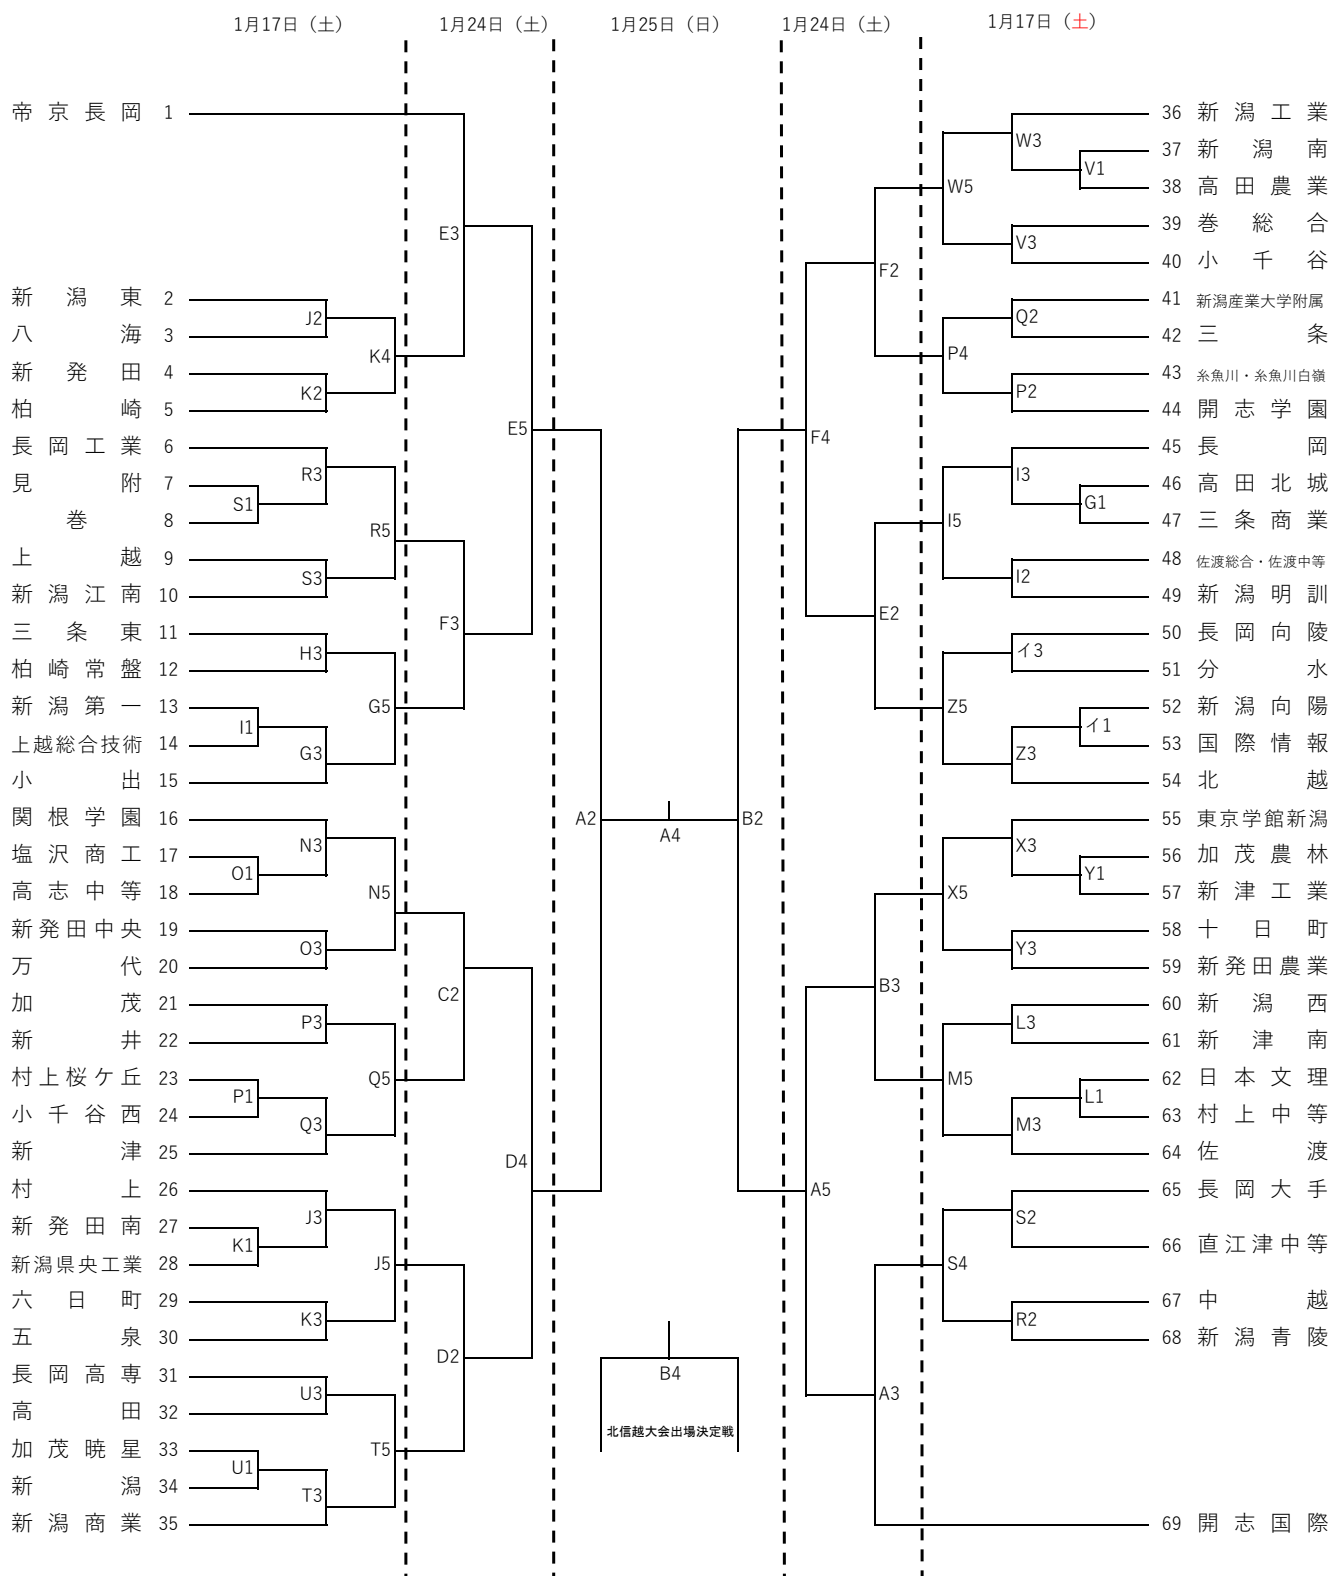 1月17日（土） 1月24日（土） 1月25日（日） 1月24日（土） 1月17日（土）
帝京長岡 1
新潟東 2
八海 3
新発田 4
柏崎 5
長岡工業 6
見附 7
巻 8
上越 9
新潟江南 10
三条東 11
柏崎常盤 12
新潟第一 13
上越総合技術 14
小出 15
関根学園 16
塩沢商工 17
高志中等 18
新発田中央 19
万代 20
加茂 21
新井 22
村上桜ケ丘 23
小千谷西 24
新津 25
村上 26
新発田南 27
新潟県央工業 28
六日町 29
五泉 30
長岡高専 31
高田 32
加茂暁星 33
新潟 34
新潟商業 35
J2
K2
S1
R3
S3
H3
I1
G3
O1
N3
O3
P3
P1
Q3
K1
J3
K3
U3
U1
T3
K4
R5
G5
N5
Q5
J5
T5
E3
F3
C2
D2
E5
D4
A2
A4
B2
B4
北信越大会出場決定戦
F4
A5
F2
E2
B3
A3
W5
P4
I5
Z5
X5
M5
S4
W3
V1
V3
Q2
P2
I3
G1
I2
イ3
イ1
Z3
X3
Y1
Y3
L3
L1
M3
S2
R2
36 新潟工業
37 新潟南
38 高田農業
39 巻総合
40 小千谷
41 新潟産業大学附属
42 三条
43 糸魚川・糸魚川白嶺
44 開志学園
45 長岡
46 高田北城
47 三条商業
48 佐渡総合・佐渡中等
49 新潟明訓
50 長岡向陵
51 分水
52 新潟向陽
53 国際情報
54 北越
55 東京学館新潟
56 加茂農林
57 新津工業
58 十日町
59 新発田農業
60 新潟西
61 新津南
62 日本文理
63 村上中等
64 佐渡
65 長岡大手
66 直江津中等
67 中越
68 新潟青陵
69 開志国際